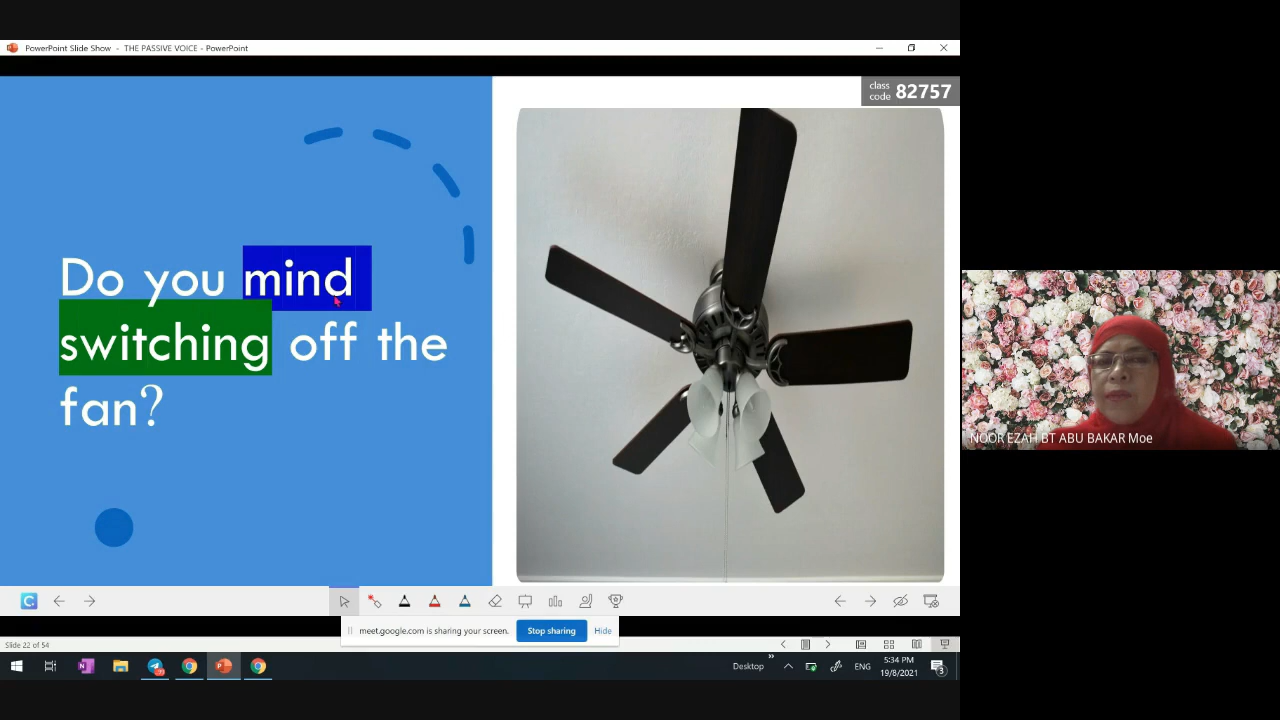 PowerPoint Slide Show - THE PASSIVE VOICE - PowerPoint
class code 82757
Do you mind
switching off the
fan?
NOOR EZAH BT ABU BAKAR Moe
meet.google.com is sharing your screen. Stop sharing Hide
Slide 22 of 54
Desktop
ENG
5:34 PM
19/8/2021
3